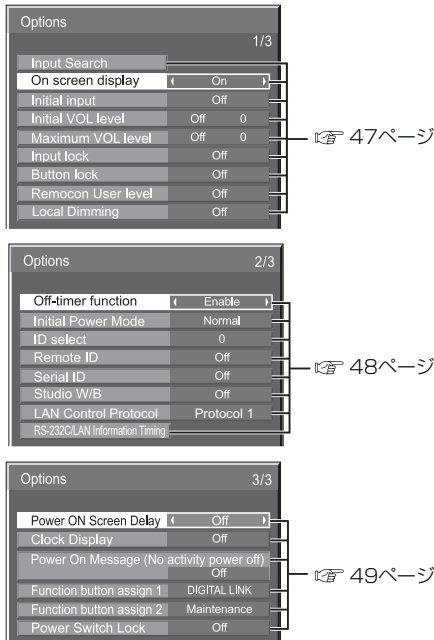 Options
1/3
Input Search
On screen display On
Initial input Off
Initial VOL level Off 0
Maximum VOL level Off 0
Input lock Off
Button lock Off
Remocon User level Off
Local Dimming Off
☞ 47ページ
Options 2/3
Off-timer function Enable
Initial Power Mode Normal
ID select 0
Remote ID Off
Serial ID Off
Studio W/B Off
LAN Control Protocol Protocol 1
RS-232C/LAN Information Timing
☞ 48ページ
Options 3/3
Power ON Screen Delay Off
Clock Display Off
Power On Message (No activity power off)
Off
Function button assign 1 DIGITAL LINK
Function button assign 2 Maintenance
Power Switch Lock Off
☞ 49ページ